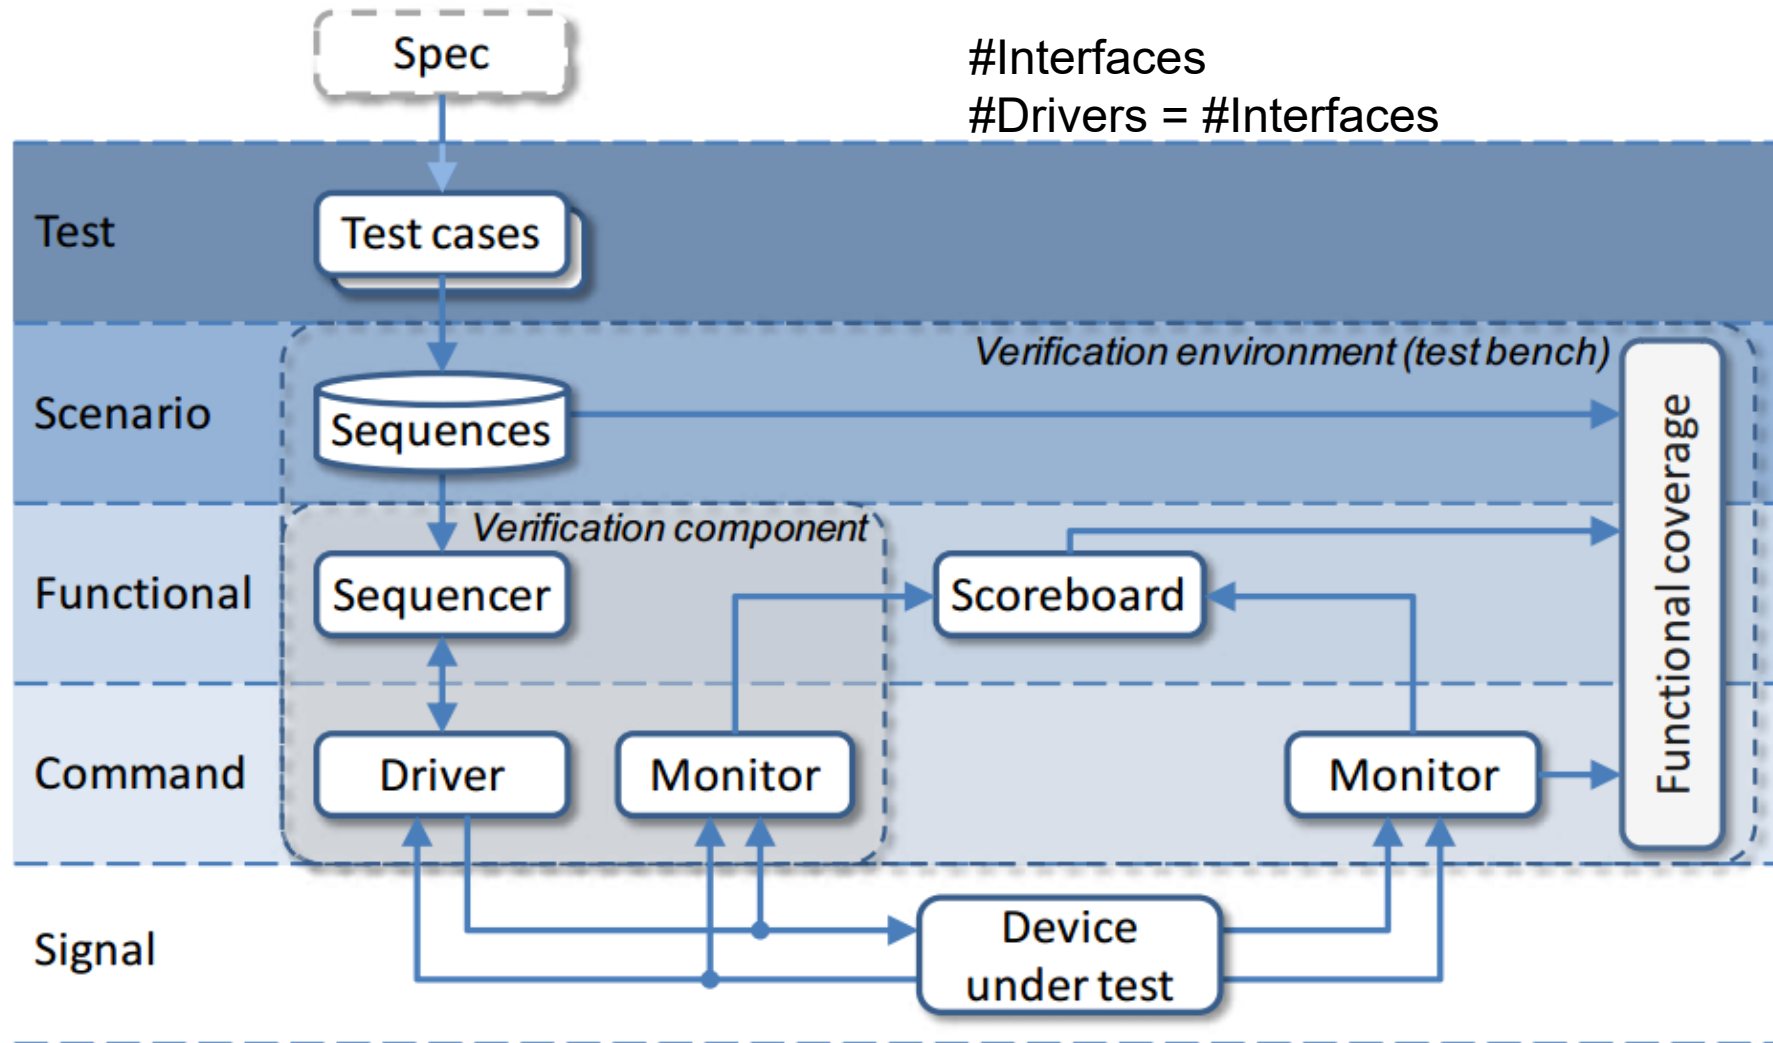 Spec
#Interfaces
#Drivers = #Interfaces
Test
Test cases
Verification environment (test bench)
Scenario
Sequences
Functional coverage
Verification component
Functional
Sequencer
Scoreboard
Command
Driver
Monitor
Monitor
Signal
Device
under test